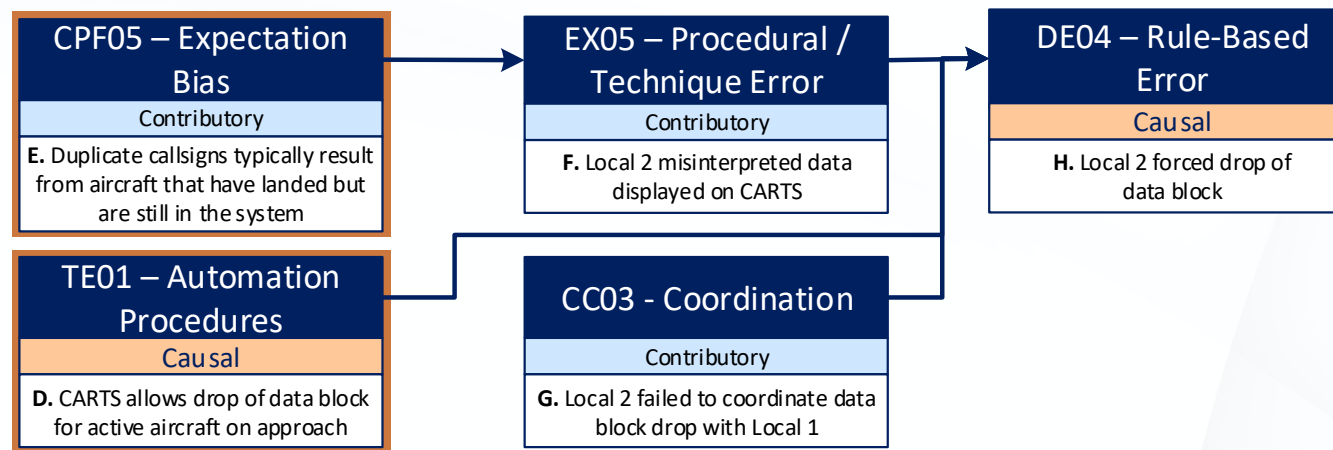 CPF05 – Expectation
Bias
Contributory
E. Duplicate callsigns typically result
from aircraft that have landed but
are still in the system
EX05 – Procedural /
Technique Error
Contributory
F. Local 2 misinterpreted data
displayed on CARTS
DE04 – Rule-Based
Error
Causal
H. Local 2 forced drop of
data block
TE01 – Automation
Procedures
Causal
D. CARTS allows drop of data block
for active aircraft on approach
CC03 - Coordination
Contributory
G. Local 2 failed to coordinate data
block drop with Local 1